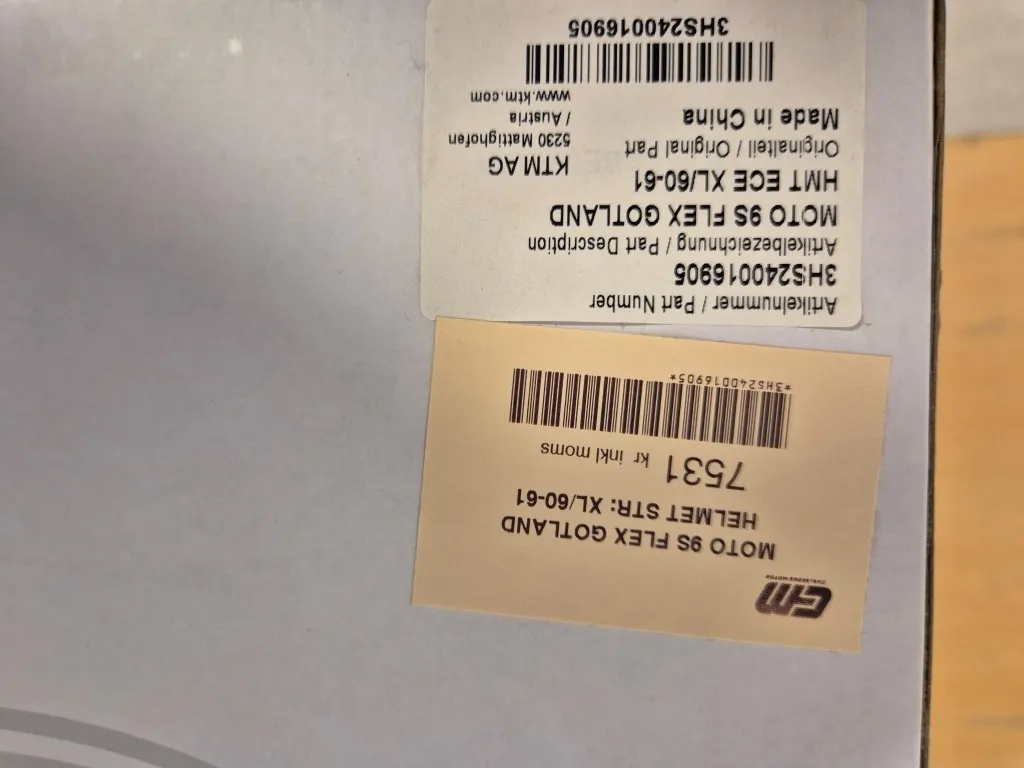 CM
MOTO 9S FLEX GOTLAND
HELMET STR: XL/60-61
7531 kr inkl moms
*3HS240016905*
Artikelnummer / Part Number
3HS240016905
Artikelbezeichnung / Part Description
MOTO 9S FLEX GOTLAND
HMT ECE XL/60-61
Originalteil / Original Part
Made in China
KTM AG
5230 Mattighofen
/ Austria
www.ktm.com
3HS240016905